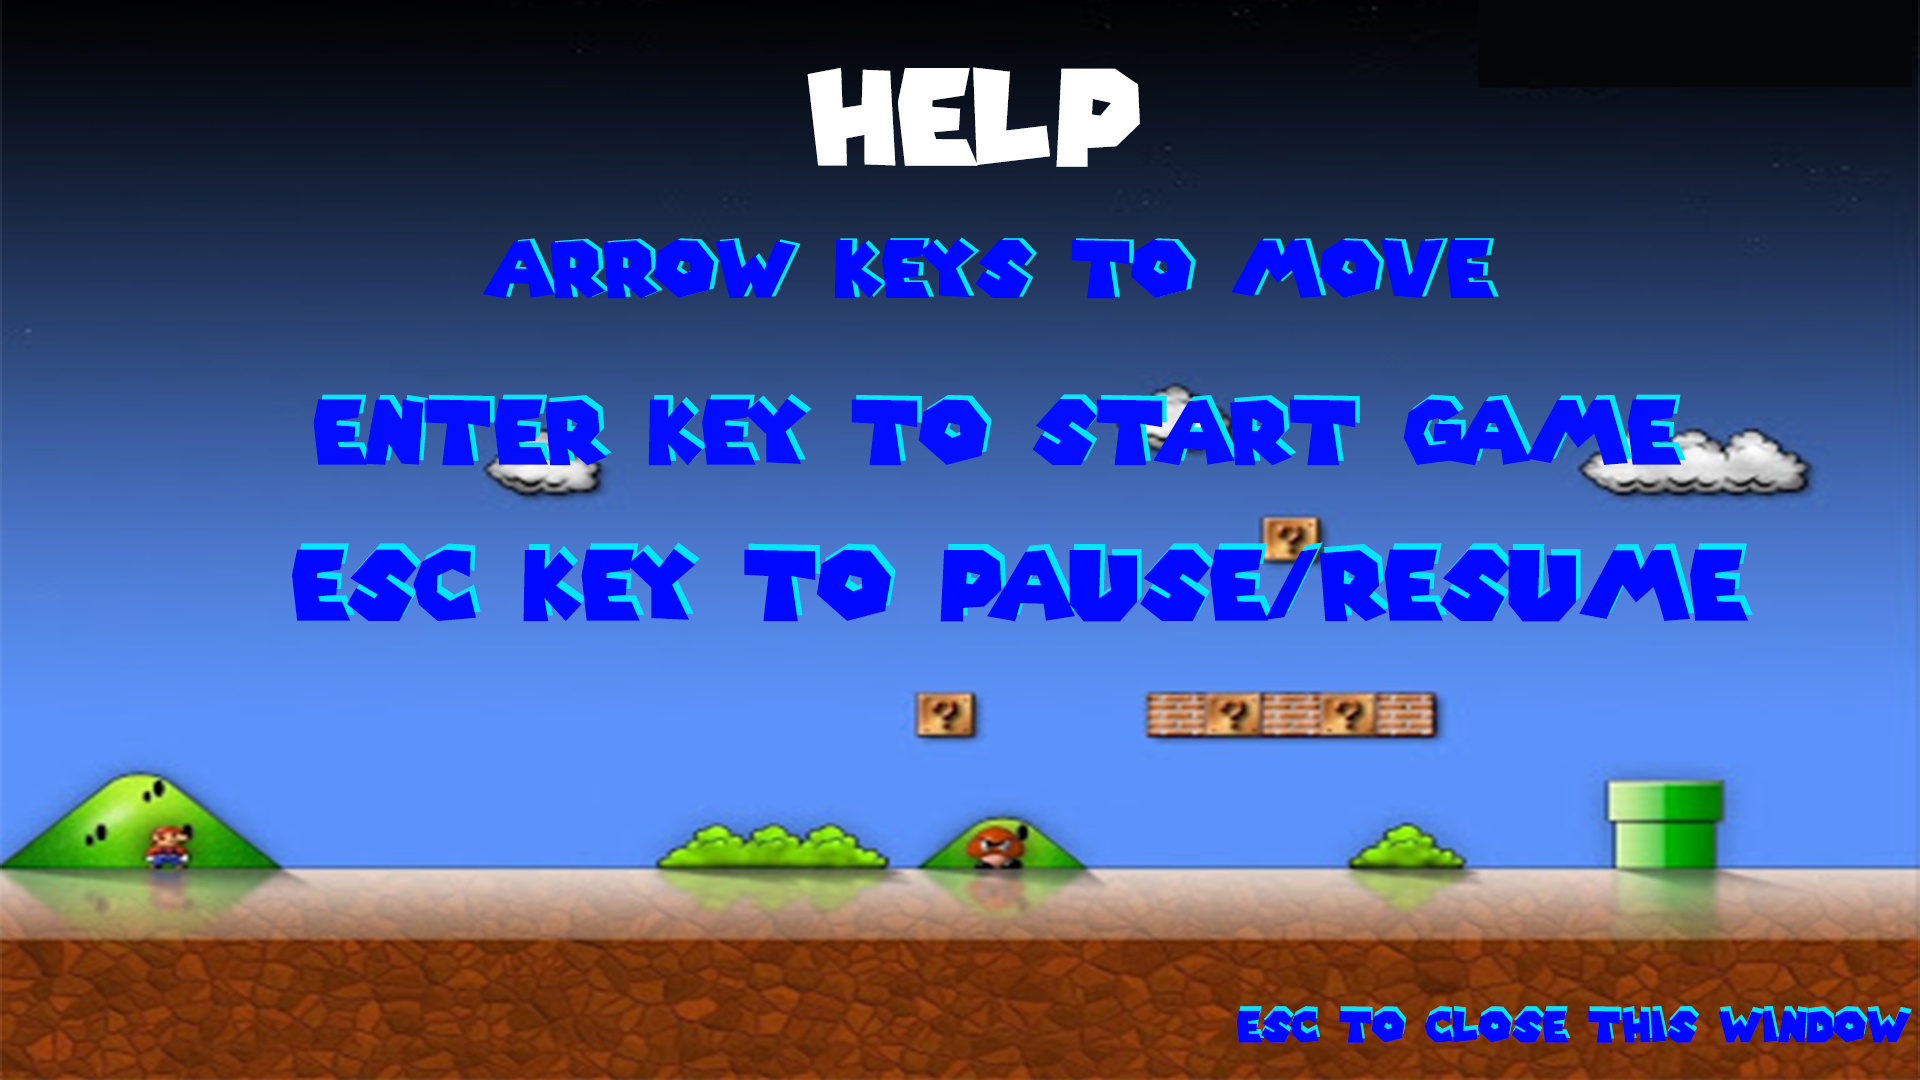 HELP
ARROW KEYS TO MOVE
ENTER KEY TO START GAME
?
ESC KEY TO PAUSE/RESUME
? ? ?
ESC TO CLOSE THIS WINDOW